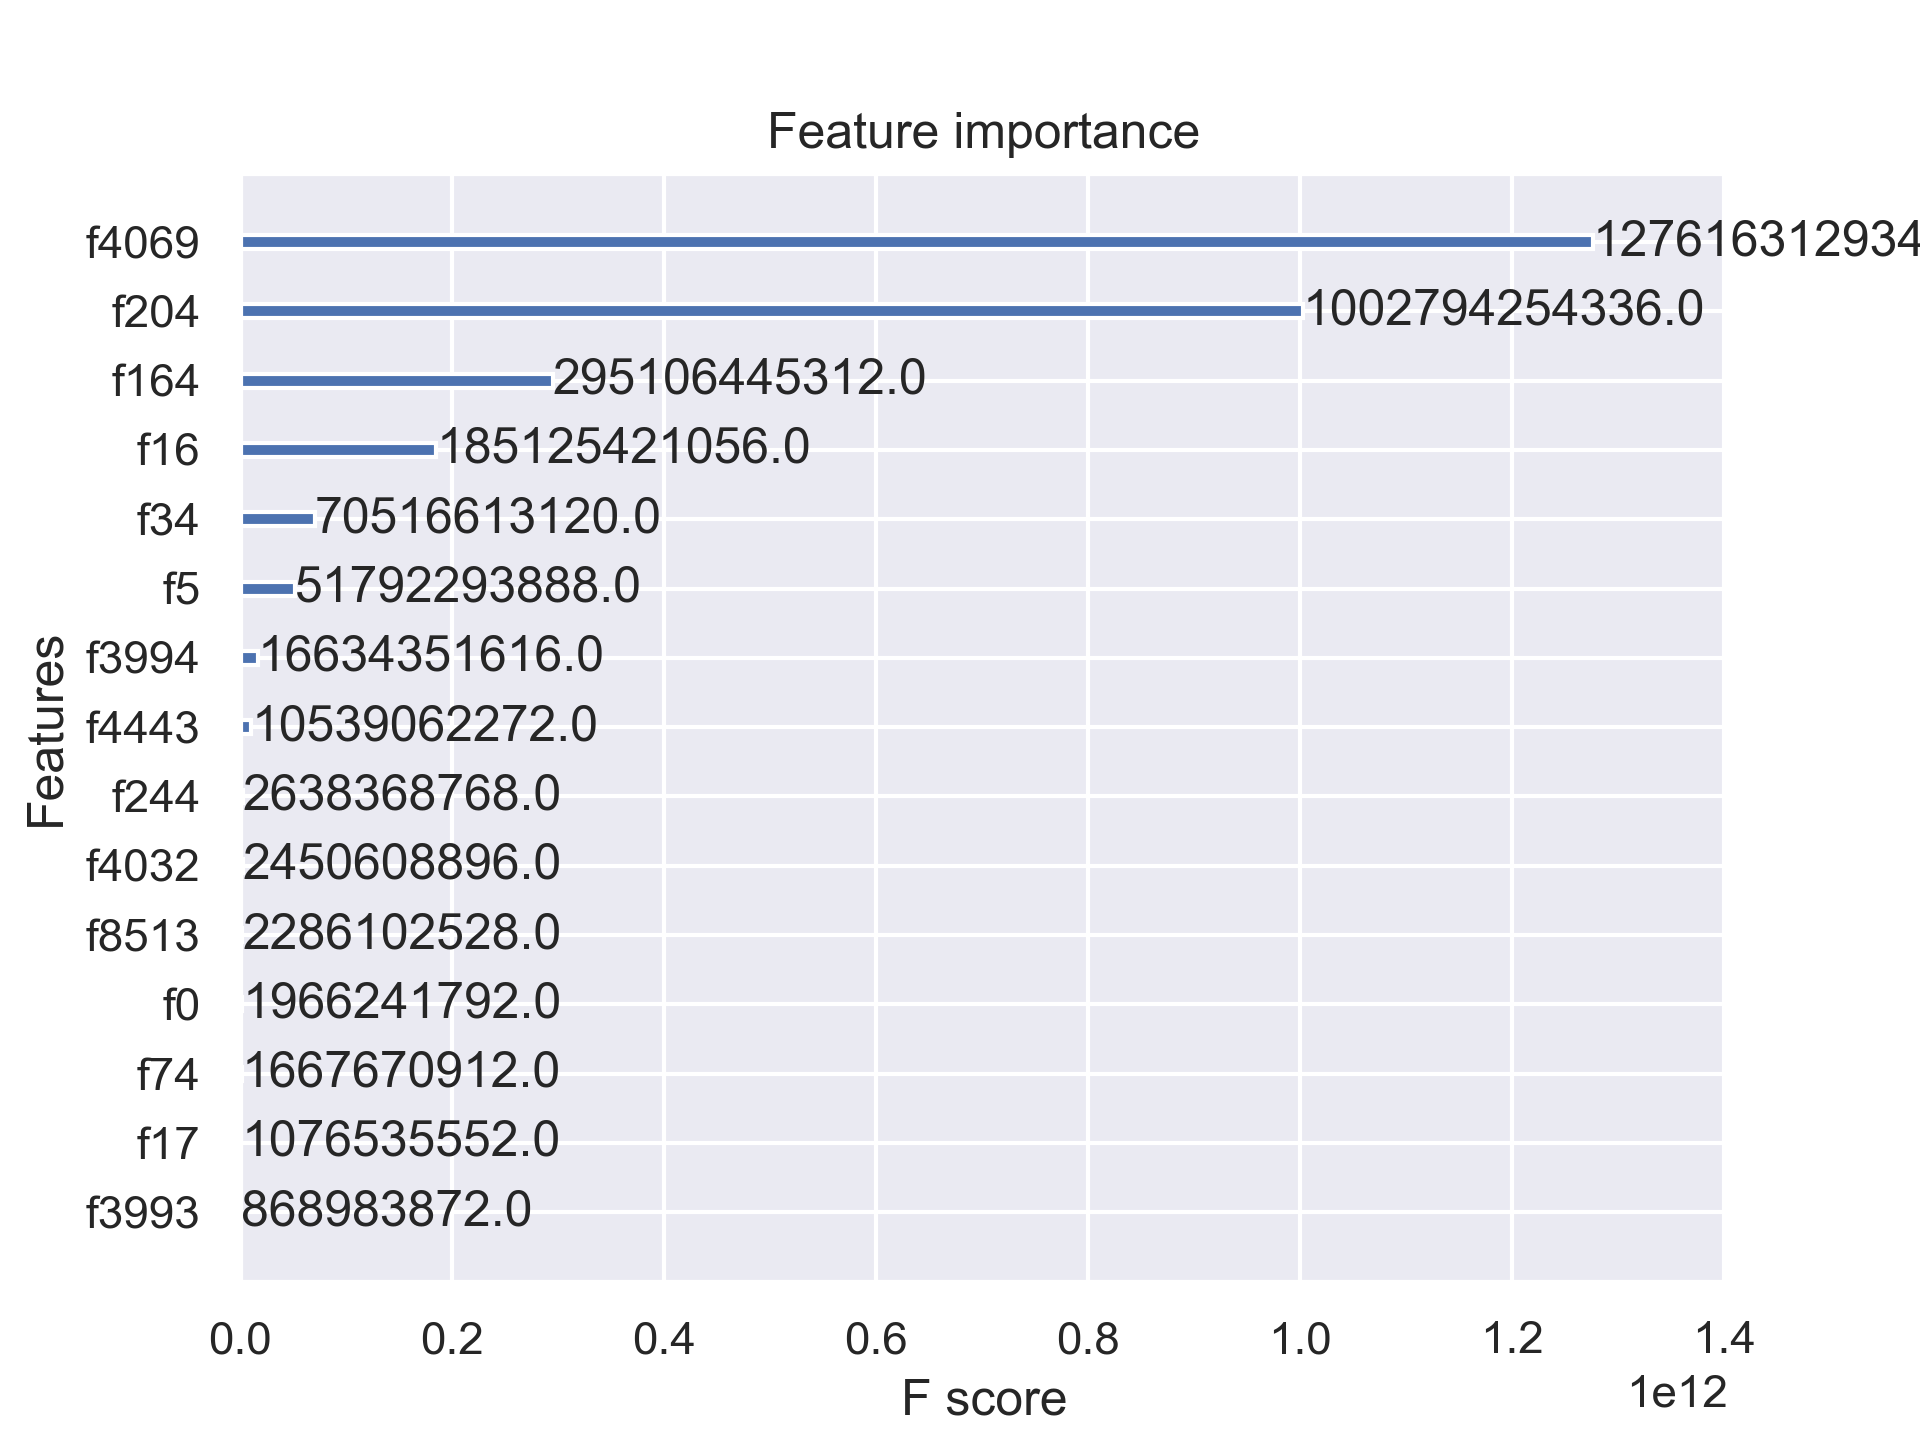 Feature importance
f4069 127616312934
f204 1002794254336.0
f164 295106445312.0
f16 185125421056.0
f34 70516613120.0
f5 51792293888.0
f3994 16634351616.0
f4443 10539062272.0
f244 2638368768.0
f4032 2450608896.0
f8513 2286102528.0
f0 1966241792.0
f74 1667670912.0
f17 1076535552.0
f3993 868983872.0
Features
0.0 0.2 0.4 0.6 0.8 1.0 1.2 1.4
1e12
F score